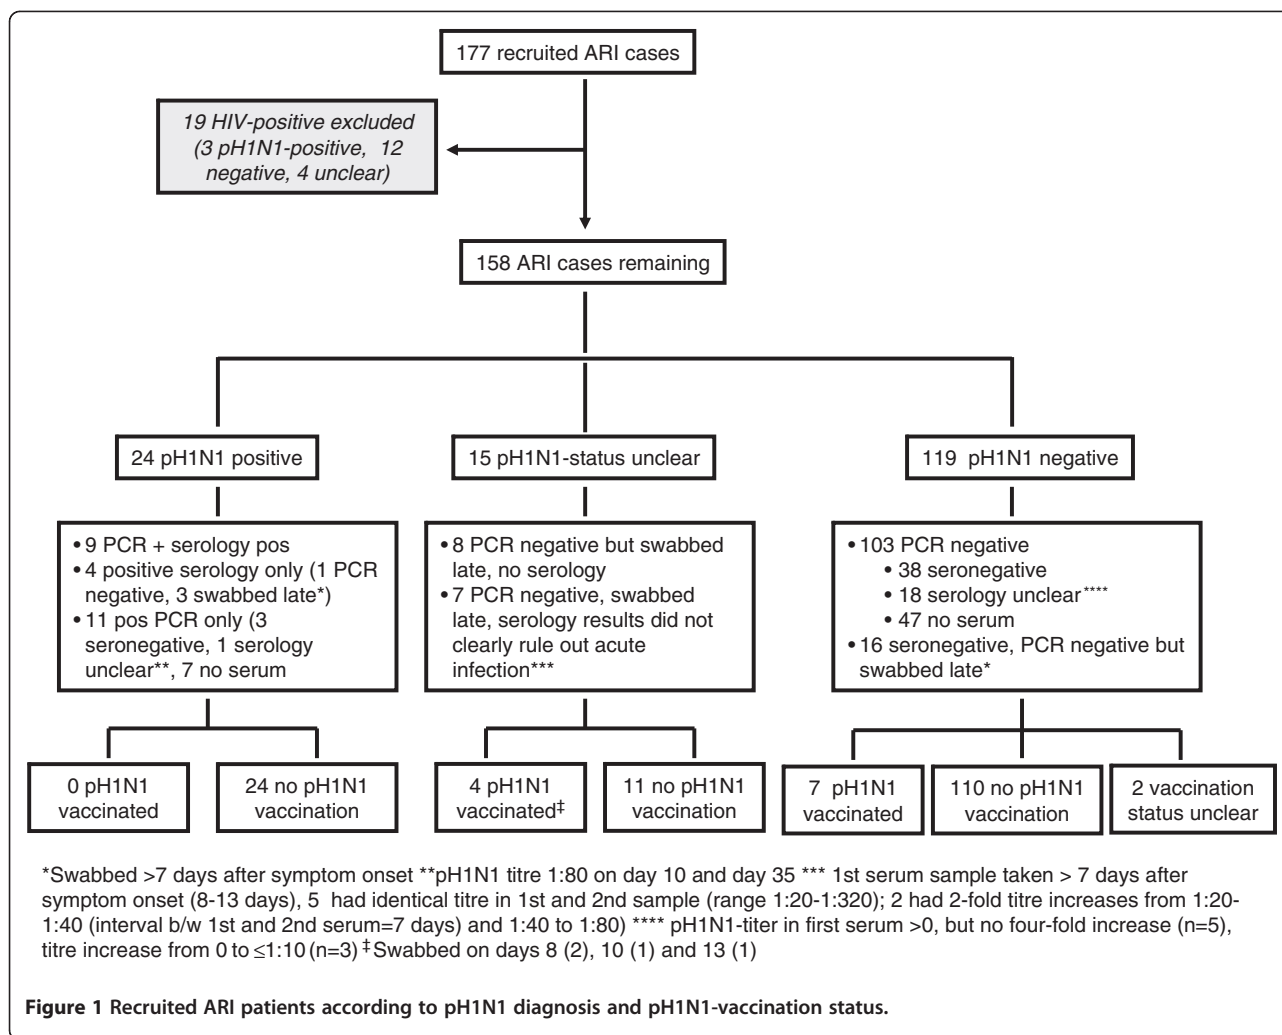 177 recruited ARI cases
19 HIV-positive excluded
(3 pH1N1-positive, 12
negative, 4 unclear)
158 ARI cases remaining
24 pH1N1 positive
15 pH1N1-status unclear
119 pH1N1 negative
• 9 PCR + serology pos
• 4 positive serology only (1 PCR
negative, 3 swabbed late*)
• 11 pos PCR only (3
seronegative, 1 serology
unclear**, 7 no serum
• 8 PCR negative but swabbed
late, no serology
• 7 PCR negative, swabbed
late, serology results did not
clearly rule out acute
infection***
• 103 PCR negative
• 38 seronegative
• 18 serology unclear****
• 47 no serum
• 16 seronegative, PCR negative but
swabbed late*
0 pH1N1
vaccinated
24 no pH1N1
vaccination
4 pH1N1
vaccinated‡
11 no pH1N1
vaccination
7 pH1N1
vaccinated
110 no pH1N1
vaccination
2 vaccination
status unclear
*Swabbed >7 days after symptom onset **pH1N1 titre 1:80 on day 10 and day 35 *** 1st serum sample taken > 7 days after
symptom onset (8-13 days), 5 had identical titre in 1st and 2nd sample (range 1:20-1:320); 2 had 2-fold titre increases from 1:20-
1:40 (interval b/w 1st and 2nd serum=7 days) and 1:40 to 1:80) **** pH1N1-titer in first serum >0, but no four-fold increase (n=5),
titre increase from 0 to ≤1:10 (n=3) ‡Swabbed on days 8 (2), 10 (1) and 13 (1)
Figure 1 Recruited ARI patients according to pH1N1 diagnosis and pH1N1-vaccination status.